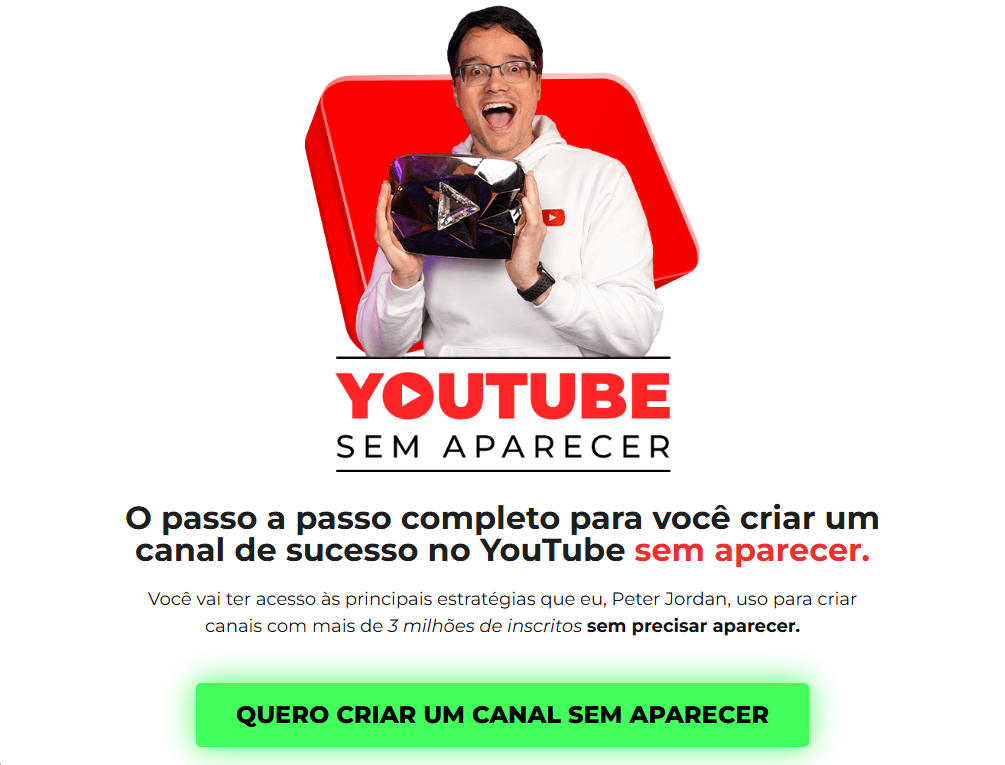 YOUTUBE
SEM APARECER
O passo a passo completo para você criar um
canal de sucesso no YouTube sem aparecer.
Você vai ter acesso às principais estratégias que eu, Peter Jordan, uso para criar
canais com mais de 3 milhões de inscritos sem precisar aparecer.
QUERO CRIAR UM CANAL SEM APARECER